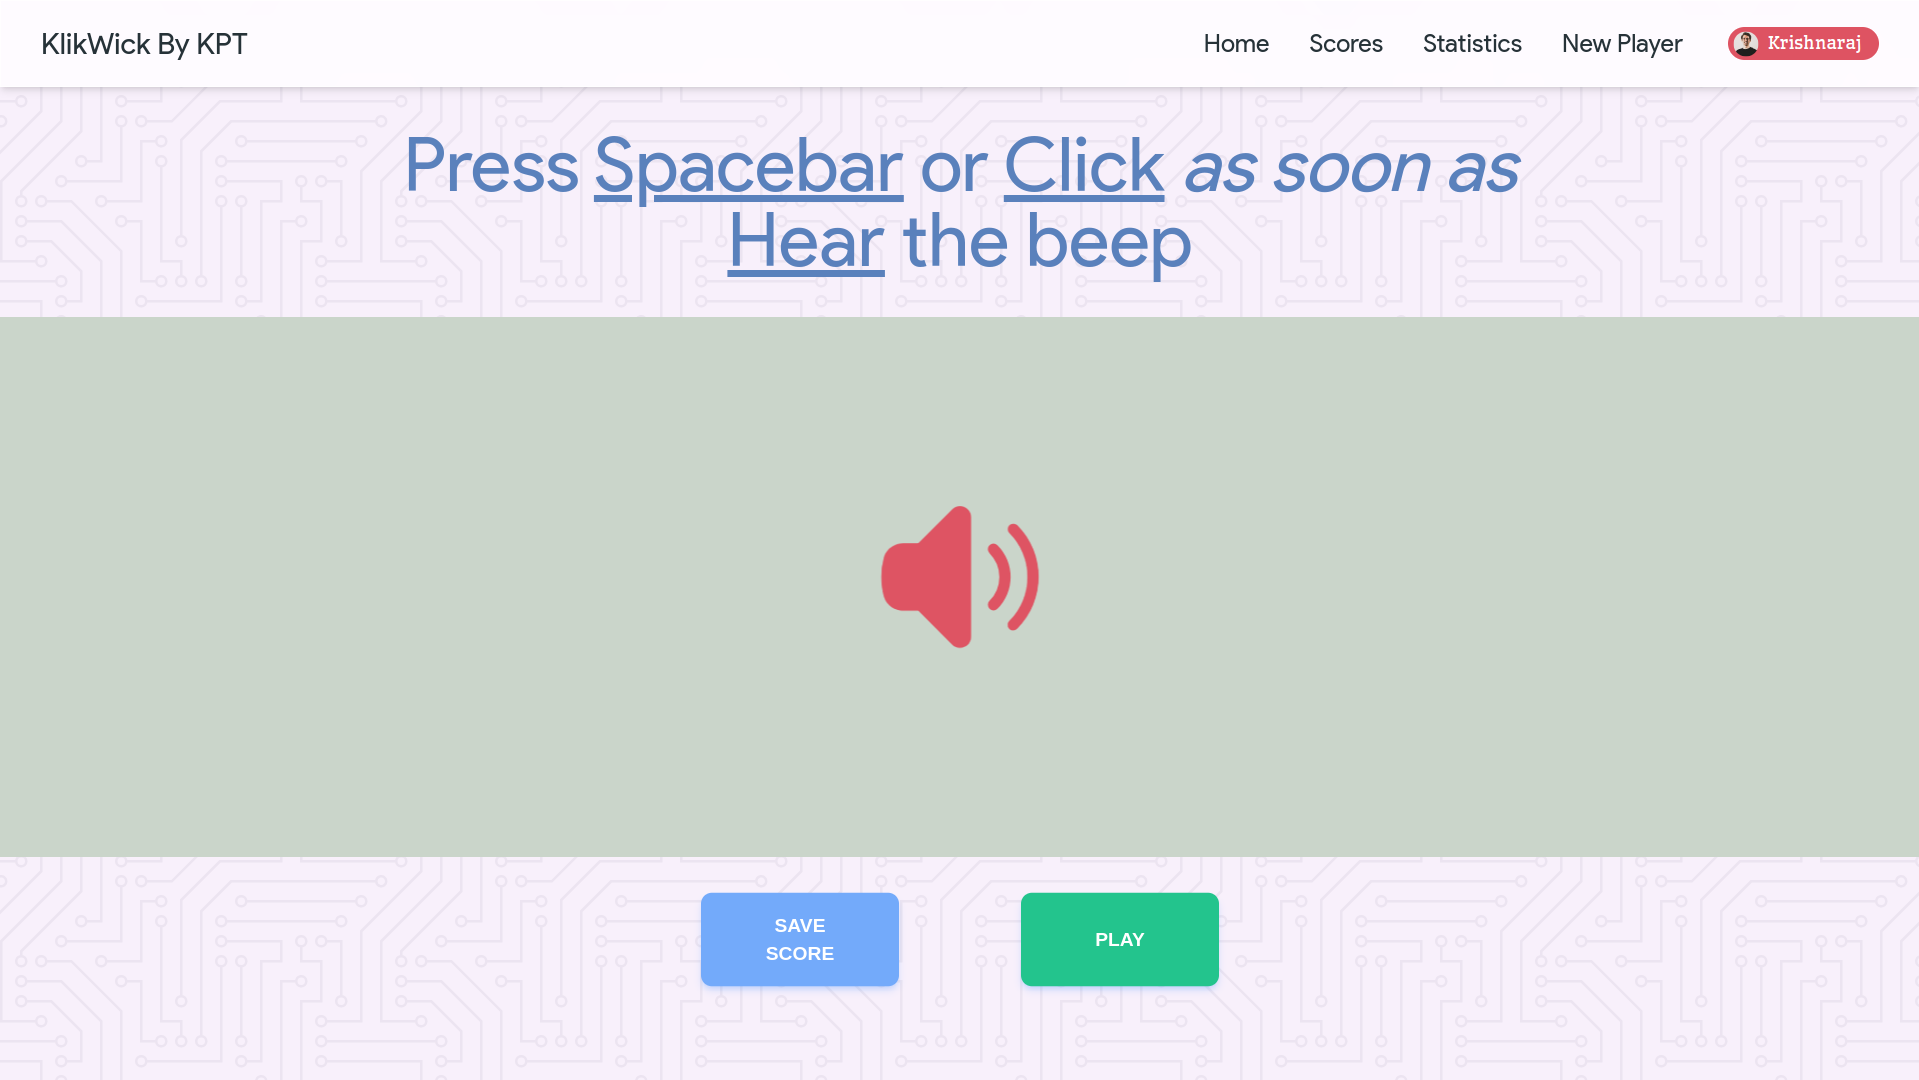 KlikWick By KPT
Home Scores Statistics New Player Krishnaraj
Press Spacebar or Click as soon as
Hear the beep
SAVE
SCORE
PLAY